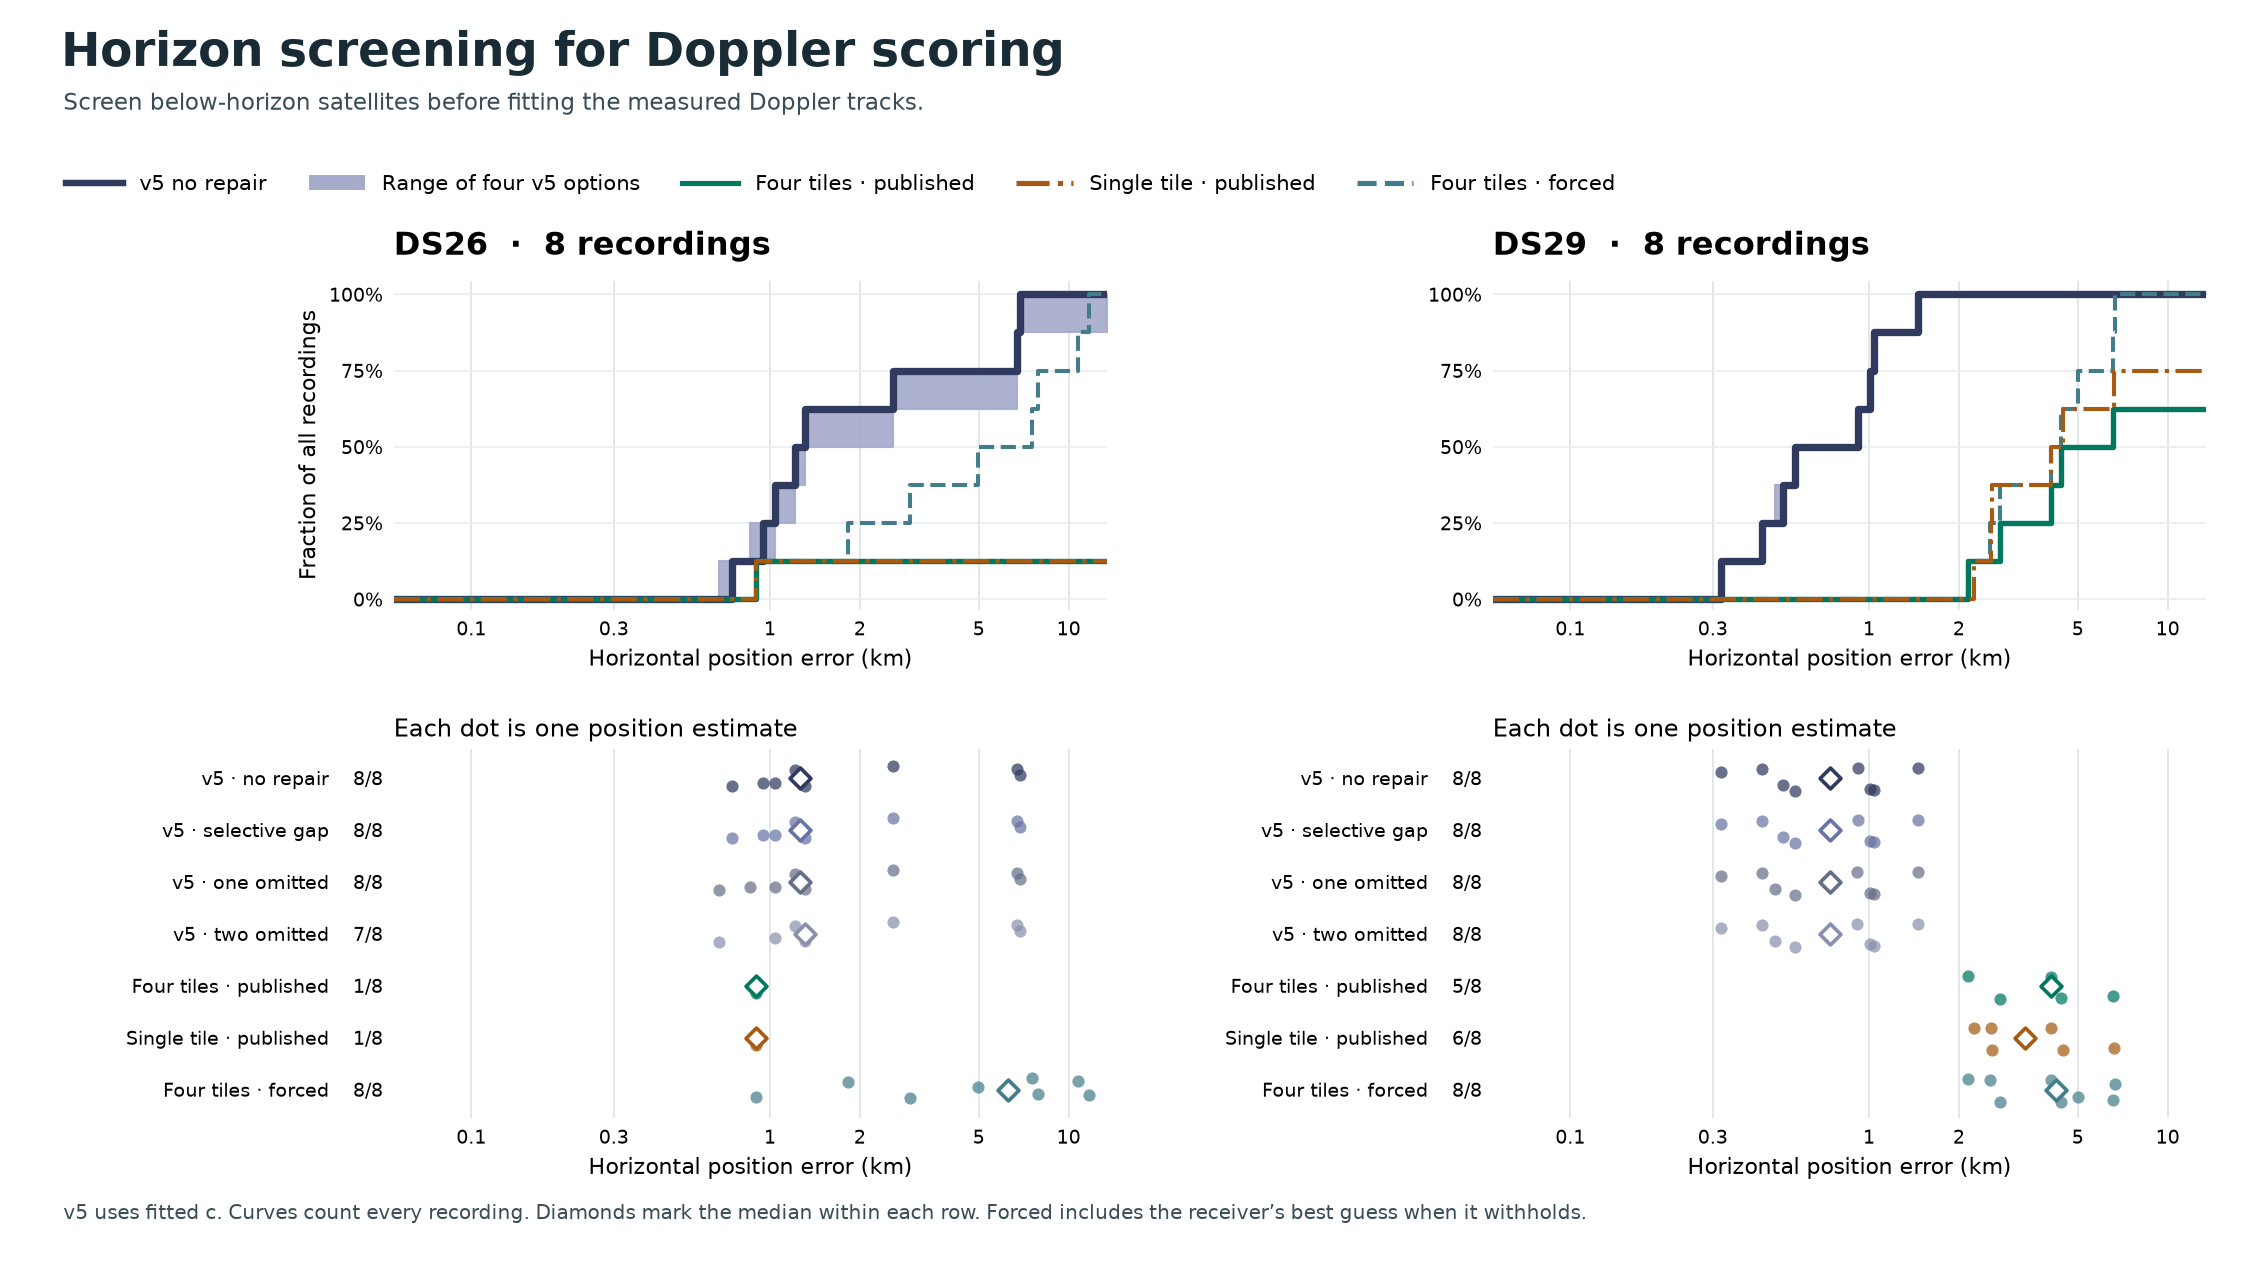 Horizon screening for Doppler scoring
Screen below-horizon satellites before fitting the measured Doppler tracks.
v5 no repair
Range of four v5 options
Four tiles · published
Single tile · published
Four tiles · forced
DS26 · 8 recordings
Fraction of all recordings
100%
75%
50%
25%
0%
0.1 0.3 1 2 5 10
Horizontal position error (km)
DS29 · 8 recordings
100%
75%
50%
25%
0%
0.1 0.3 1 2 5 10
Horizontal position error (km)
Each dot is one position estimate
v5 · no repair 8/8
v5 · selective gap 8/8
v5 · one omitted 8/8
v5 · two omitted 7/8
Four tiles · published 1/8
Single tile · published 1/8
Four tiles · forced 8/8
0.1 0.3 1 2 5 10
Horizontal position error (km)
Each dot is one position estimate
v5 · no repair 8/8
v5 · selective gap 8/8
v5 · one omitted 8/8
v5 · two omitted 8/8
Four tiles · published 5/8
Single tile · published 6/8
Four tiles · forced 8/8
0.1 0.3 1 2 5 10
Horizontal position error (km)
v5 uses fitted c. Curves count every recording. Diamonds mark the median within each row. Forced includes the receiver’s best guess when it withholds.